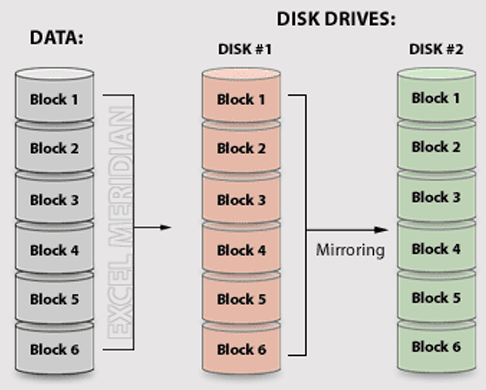 DISK DRIVES:
DATA:
DISK #1
DISK #2
Block 1
Block 2
Block 3
Block 4
Block 5
Block 6
EXCEL MERIDIAN
Block 1
Block 2
Block 3
Block 4
Block 5
Block 6
Mirroring
Block 1
Block 2
Block 3
Block 4
Block 5
Block 6